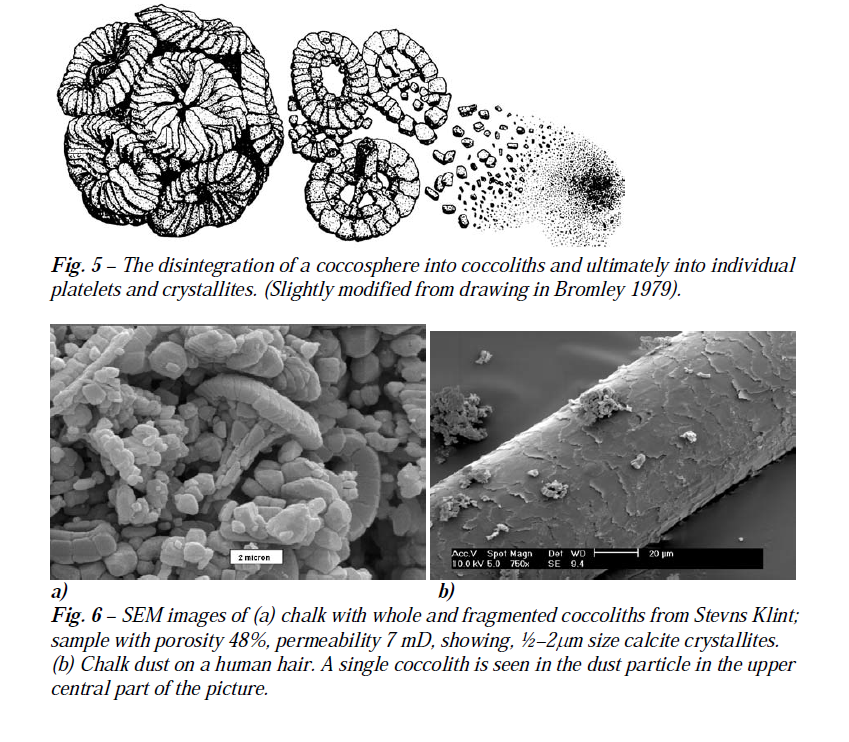 Fig. 5 – The disintegration of a coccosphere into coccoliths and ultimately into individual
platelets and crystallites. (Slightly modified from drawing in Bromley 1979).
2 micron
Acc.V Spot Magn Det WD 20 µm
10.0 kV 5.0 750x SE 9.4
a) b)
Fig. 6 – SEM images of (a) chalk with whole and fragmented coccoliths from Stevns Klint;
sample with porosity 48%, permeability 7 mD, showing, ½–2µm size calcite crystallites.
(b) Chalk dust on a human hair. A single coccolith is seen in the dust particle in the upper
central part of the picture.